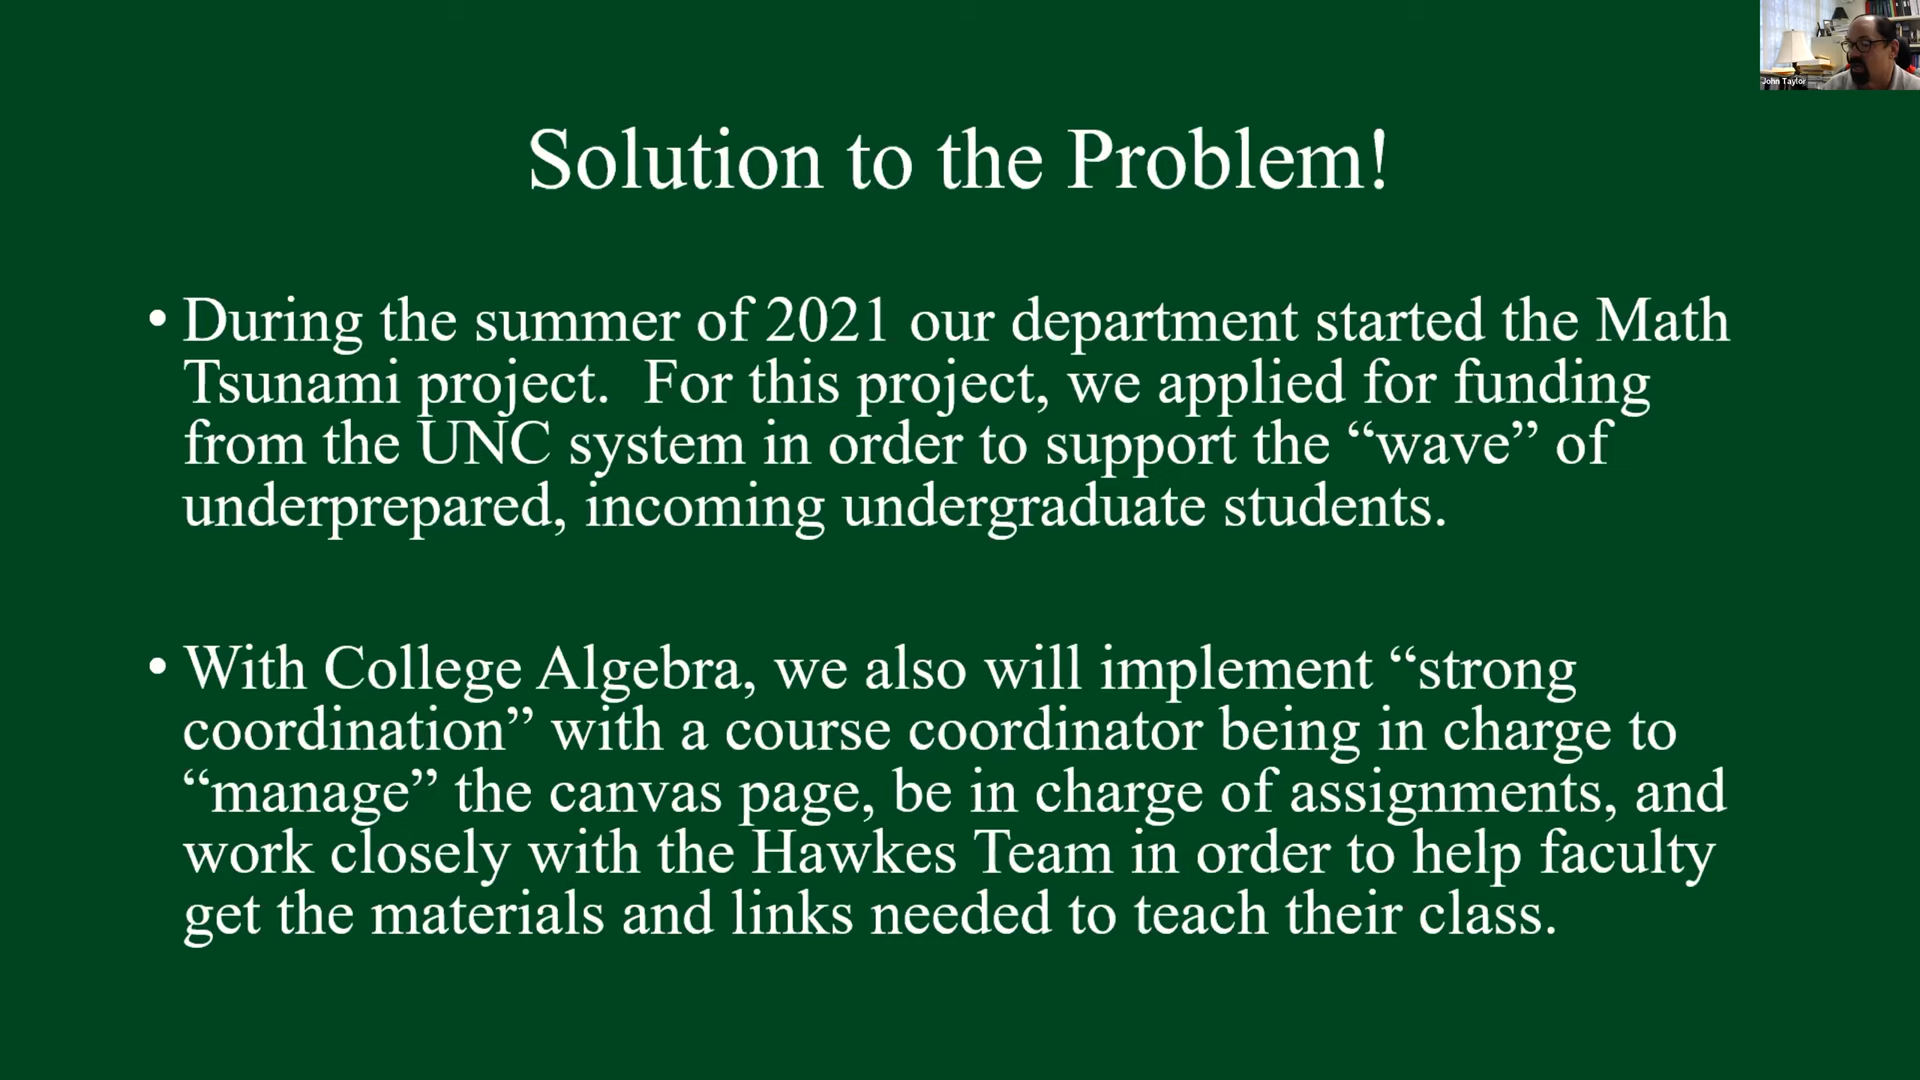 John Taylor
Solution to the Problem!
• During the summer of 2021 our department started the Math
Tsunami project.  For this project, we applied for funding
from the UNC system in order to support the “wave” of
underprepared, incoming undergraduate students.
• With College Algebra, we also will implement “strong
coordination” with a course coordinator being in charge to
“manage” the canvas page, be in charge of assignments, and
work closely with the Hawkes Team in order to help faculty
get the materials and links needed to teach their class.